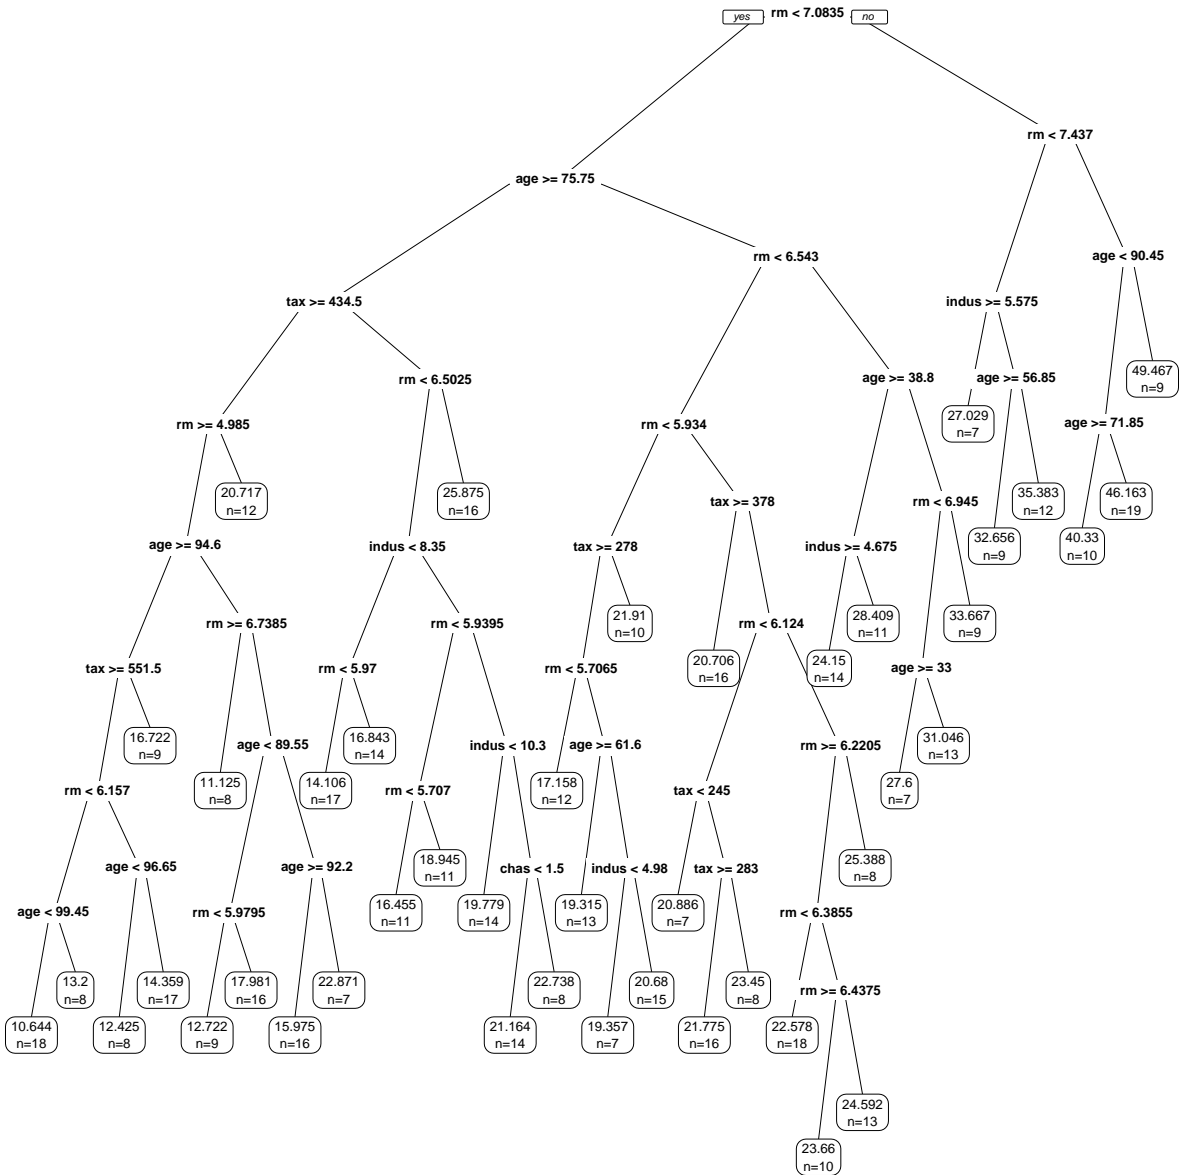 yes
rm < 7.0835
no
rm < 7.437
age >= 75.75
rm < 6.543
age < 90.45
tax >= 434.5
indus >= 5.575
rm < 6.5025
age >= 38.8
age >= 56.85
49.467
n=9
rm >= 4.985
rm < 5.934
27.029
n=7
age >= 71.85
20.717
n=12
25.875
n=16
tax >= 378
rm < 6.945
35.383
n=12
46.163
n=19
age >= 94.6
indus < 8.35
tax >= 278
indus >= 4.675
32.656
n=9
40.33
n=10
rm >= 6.7385
rm < 5.9395
21.91
n=10
rm < 6.124
28.409
n=11
33.667
n=9
tax >= 551.5
rm < 5.97
rm < 5.7065
20.706
n=16
24.15
n=14
age >= 33
16.722
n=9
age < 89.55
16.843
n=14
indus < 10.3
age >= 61.6
rm >= 6.2205
31.046
n=13
rm < 6.157
11.125
n=8
14.106
n=17
rm < 5.707
17.158
n=12
tax < 245
27.6
n=7
age < 96.65
age >= 92.2
18.945
n=11
chas < 1.5
indus < 4.98
tax >= 283
25.388
n=8
age < 99.45
rm < 5.9795
16.455
n=11
19.779
n=14
19.315
n=13
20.886
n=7
rm < 6.3855
13.2
n=8
14.359
n=17
17.981
n=16
22.871
n=7
22.738
n=8
20.68
n=15
23.45
n=8
rm >= 6.4375
10.644
n=18
12.425
n=8
12.722
n=9
15.975
n=16
21.164
n=14
19.357
n=7
21.775
n=16
22.578
n=18
24.592
n=13
23.66
n=10